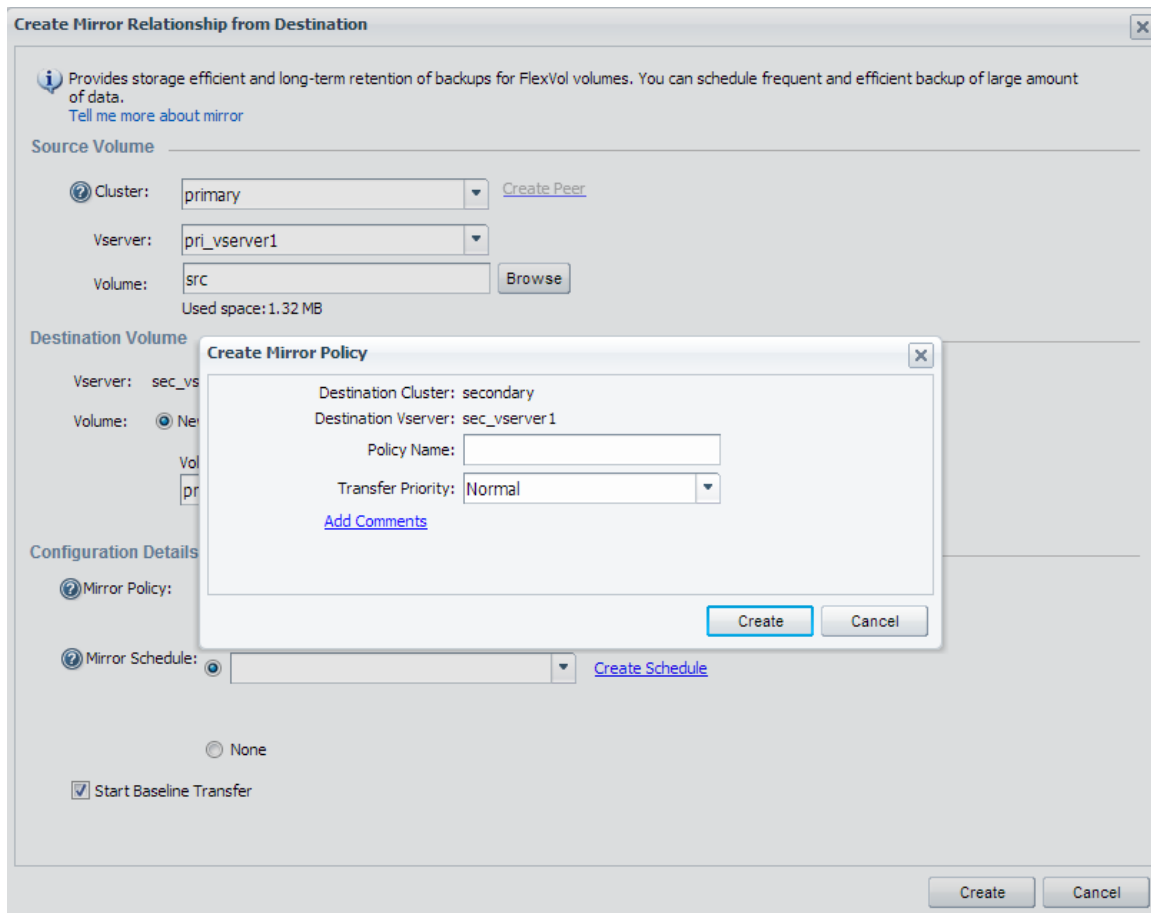 Create Mirror Relationship from Destination
Provides storage efficient and long-term retention of backups for FlexVol volumes. You can schedule frequent and efficient backup of large amount
of data.
Tell me more about mirror
Source Volume
Cluster: primary Create Peer
Vserver: pri_vserver1
Volume: src Browse
Used space: 1.32 MB
Destination Volume
Vserver: sec_vs
Volume: Ne
Vol
pr
Create Mirror Policy
Destination Cluster: secondary
Destination Vserver: sec_vserver1
Policy Name:
Transfer Priority: Normal
Add Comments
Create Cancel
Configuration Details
Mirror Policy:
Mirror Schedule: Create Schedule
None
Start Baseline Transfer
Create Cancel